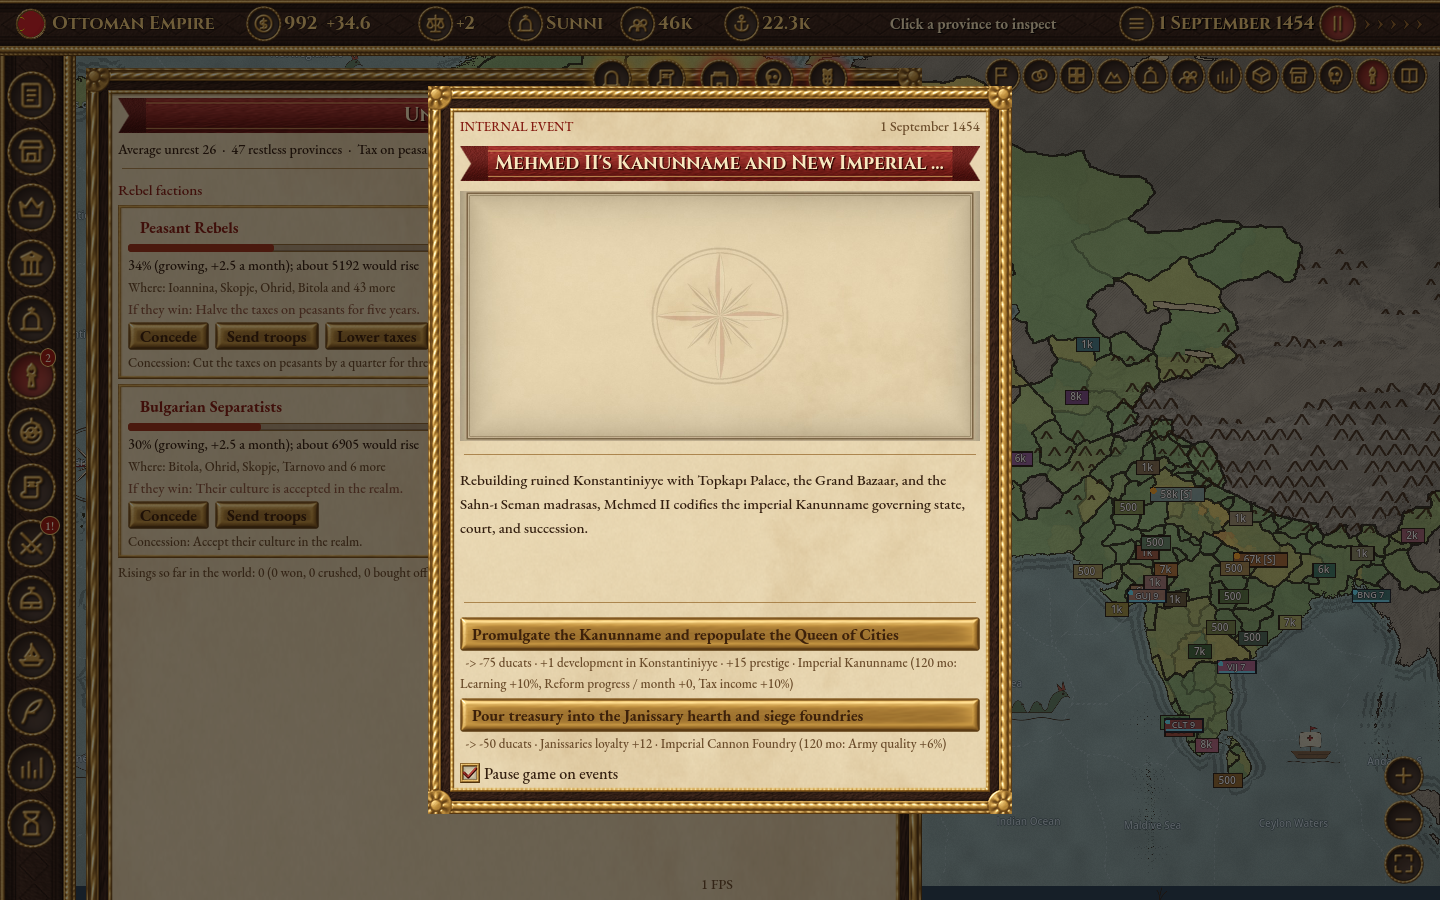 OTTOMAN EMPIRE 992 +34.6 +2 SUNNI 46K 22.3K Click a province to inspect 1 SEPTEMBER 1454
Average unrest 26 · 47 restless provinces · Tax on peasa
Rebel factions
Peasant Rebels
34% (growing, +2.5 a month); about 5192 would rise
Where: Ioannina, Skopje, Ohrid, Bitola and 43 more
If they win: Halve the taxes on peasants for five years.
Concede Send troops Lower taxes
Concession: Cut the taxes on peasants by a quarter for thre
2
Bulgarian Separatists
30% (growing, +2.5 a month); about 6905 would rise
Where: Bitola, Ohrid, Skopje, Tarnovo and 6 more
If they win: Their culture is accepted in the realm.
Concede Send troops
1!
Concession: Accept their culture in the realm.
Risings so far in the world: 0 (0 won, 0 crushed, 0 bought off
INTERNAL EVENT 1 September 1454
MEHMED II'S KANUNNAME AND NEW IMPERIAL ...
Rebuilding ruined Konstantiniyye with Topkapı Palace, the Grand Bazaar, and the
Sahn-ı Seman madrasas, Mehmed II codifies the imperial Kanunname governing state,
court, and succession.
Promulgate the Kanunname and repopulate the Queen of Cities
-> -75 ducats · +1 development in Konstantiniyye · +15 prestige · Imperial Kanunname (120 mo:
Learning +10%, Reform progress / month +0, Tax income +10%)
Pour treasury into the Janissary hearth and siege foundries
-> -50 ducats · Janissaries loyalty +12 · Imperial Cannon Foundry (120 mo: Army quality +6%)
Pause game on events
1 FPS
1k
8k
6k
1k
58k [S]
500
1k
2k
500
1k
1k
67k [S]
500
7k
500
6k
1k
GUJ 9
1k
500
BNG 7
1k
500
7k
500
7k
VIJ 7
CLT 9
8k
500
Indian Ocean
Maldive Sea
Ceylon Waters